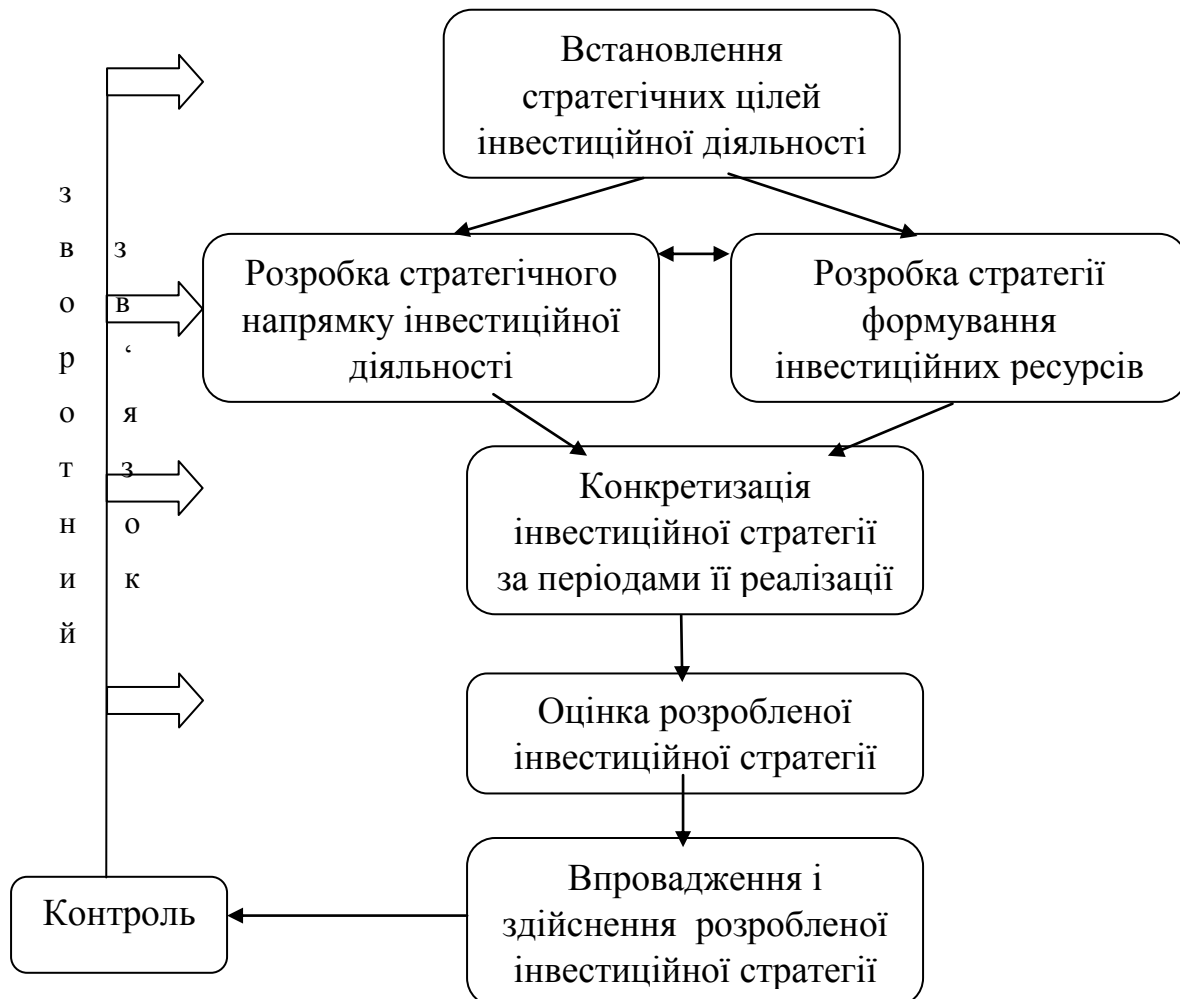 Встановлення
стратегічних цілей
інвестиційної діяльності
зворотний
зв‘язок
Розробка стратегічного
напрямку інвестиційної
діяльності
Розробка стратегії
формування
інвестиційних ресурсів
Конкретизація
інвестиційної стратегії
за періодами її реалізації
Оцінка розробленої
інвестиційної стратегії
Впровадження і
здійснення розробленої
інвестиційної стратегії
Контроль